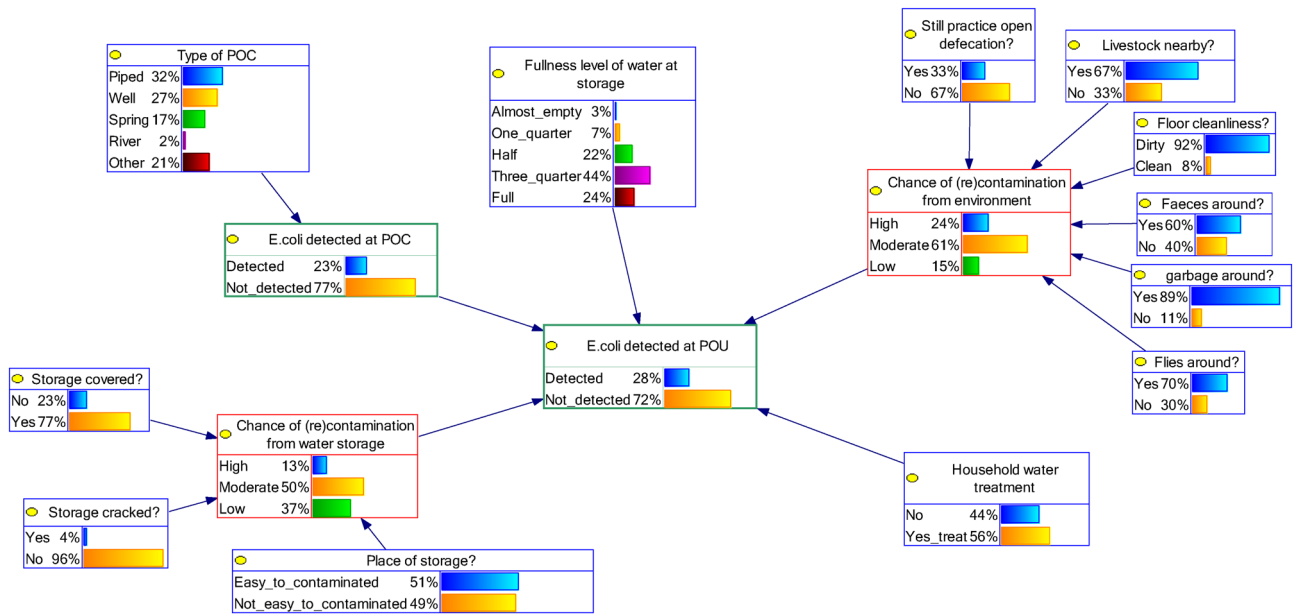 Type of POC
Piped 32%
Well 27%
Spring 17%
River 2%
Other 21%
Fullness level of water at
storage
Almost_empty 3%
One_quarter 7%
Half 22%
Three_quarter 44%
Full 24%
Still practice open
defecation?
Yes 33%
No 67%
Livestock nearby?
Yes 67%
No 33%
Floor cleanliness?
Dirty 92%
Clean 8%
Chance of (re)contamination
from environment
High 24%
Moderate 61%
Low 15%
Faeces around?
Yes 60%
No 40%
garbage around?
Yes 89%
No 11%
Flies around?
Yes 70%
No 30%
E.coli detected at POC
Detected 23%
Not_detected 77%
E.coli detected at POU
Detected 28%
Not_detected 72%
Storage covered?
No 23%
Yes 77%
Chance of (re)contamination
from water storage
High 13%
Moderate 50%
Low 37%
Storage cracked?
Yes 4%
No 96%
Place of storage?
Easy_to_contaminated 51%
Not_easy_to_contaminated 49%
Household water
treatment
No 44%
Yes_treat 56%